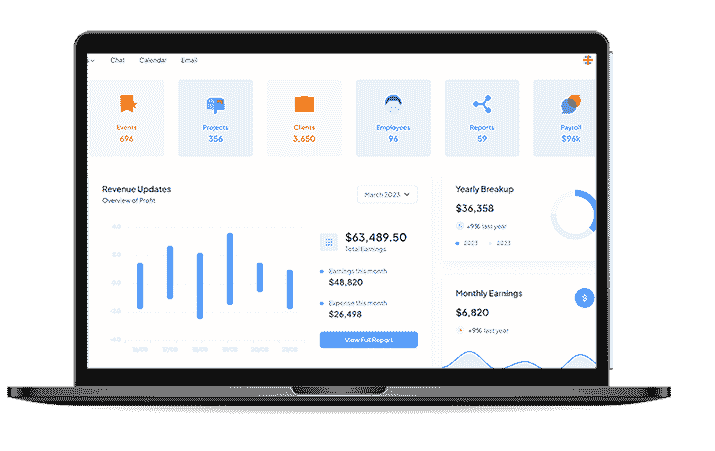 Chat Calendar Email
Events
696
Projects
356
Clients
3,650
Employees
96
Reports
59
Payroll
$96k
Revenue Updates
Overview of Profit
March 2023
$63,489.50
Total Earnings
Earnings this month
$48,820
Expense this month
$26,498
View Full Report
Yearly Breakup
$36,358
+9% last year
2023 2023
Monthly Earnings
$6,820
+9% last year